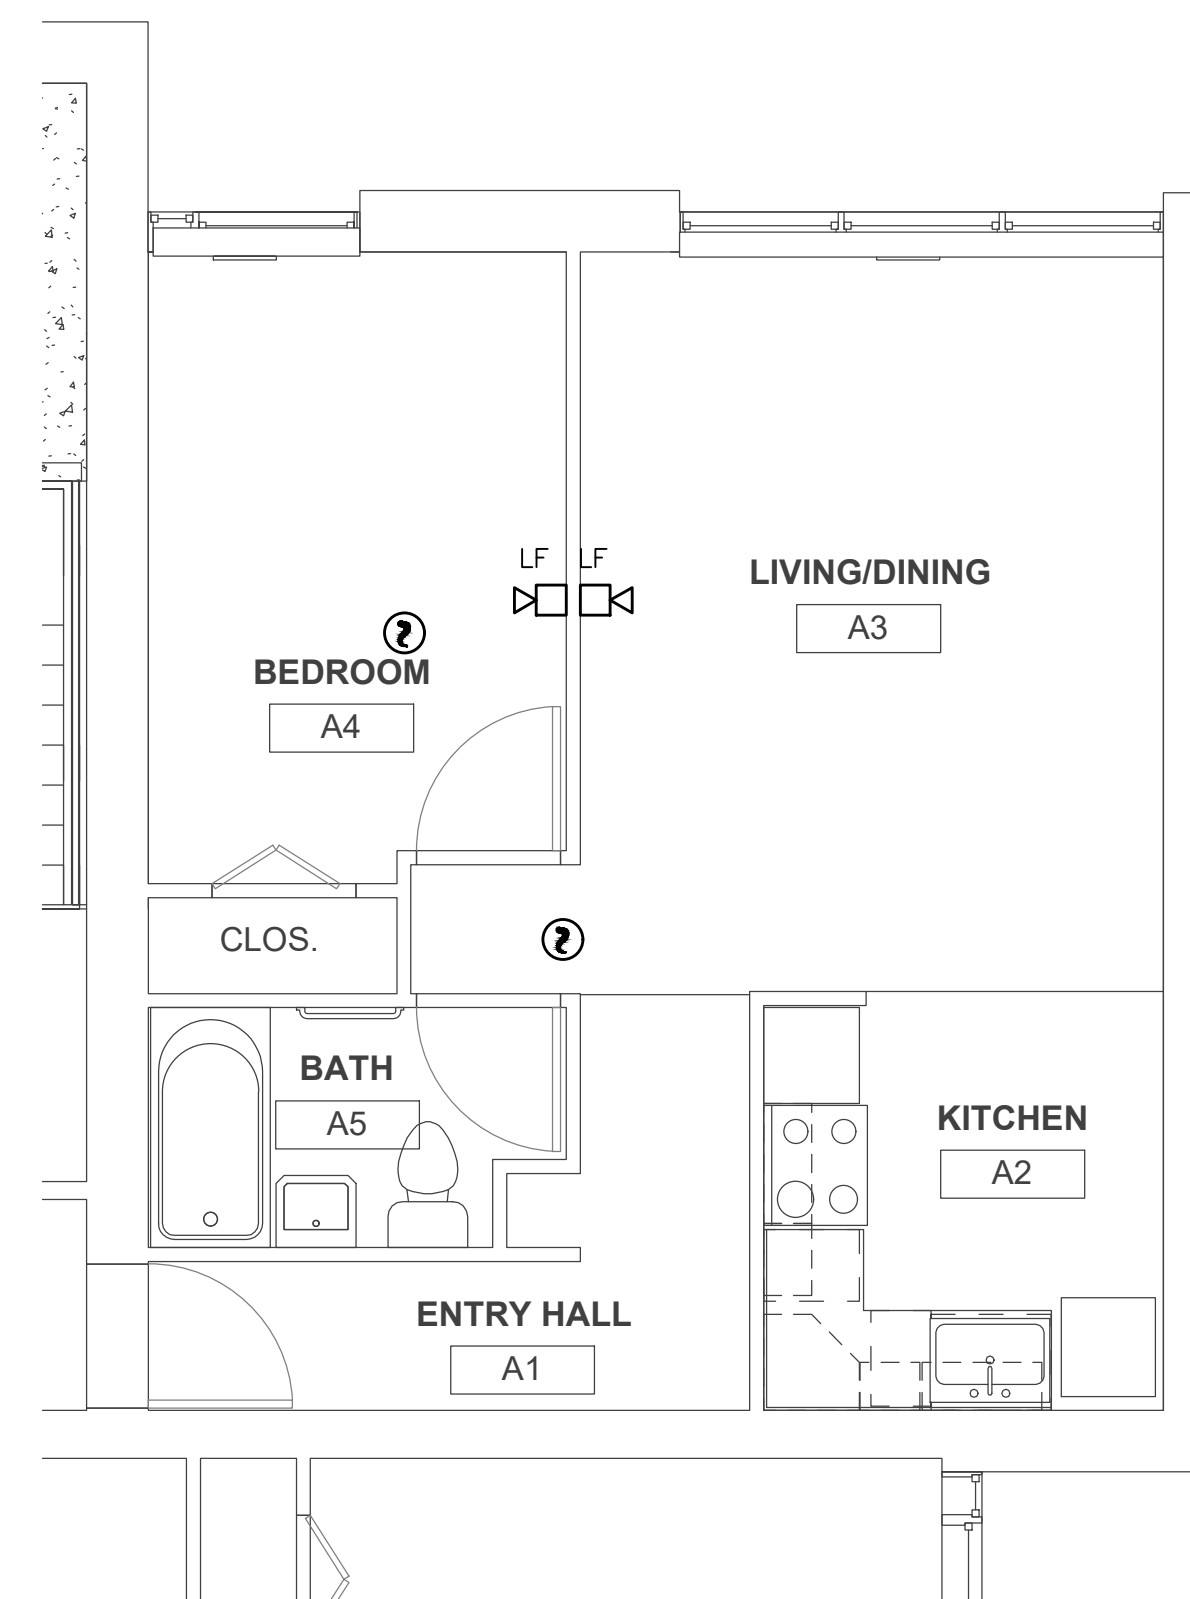 LF LF
LIVING/DINING
A3
BEDROOM
A4
CLOS.
BATH
A5
KITCHEN
A2
ENTRY HALL
A1